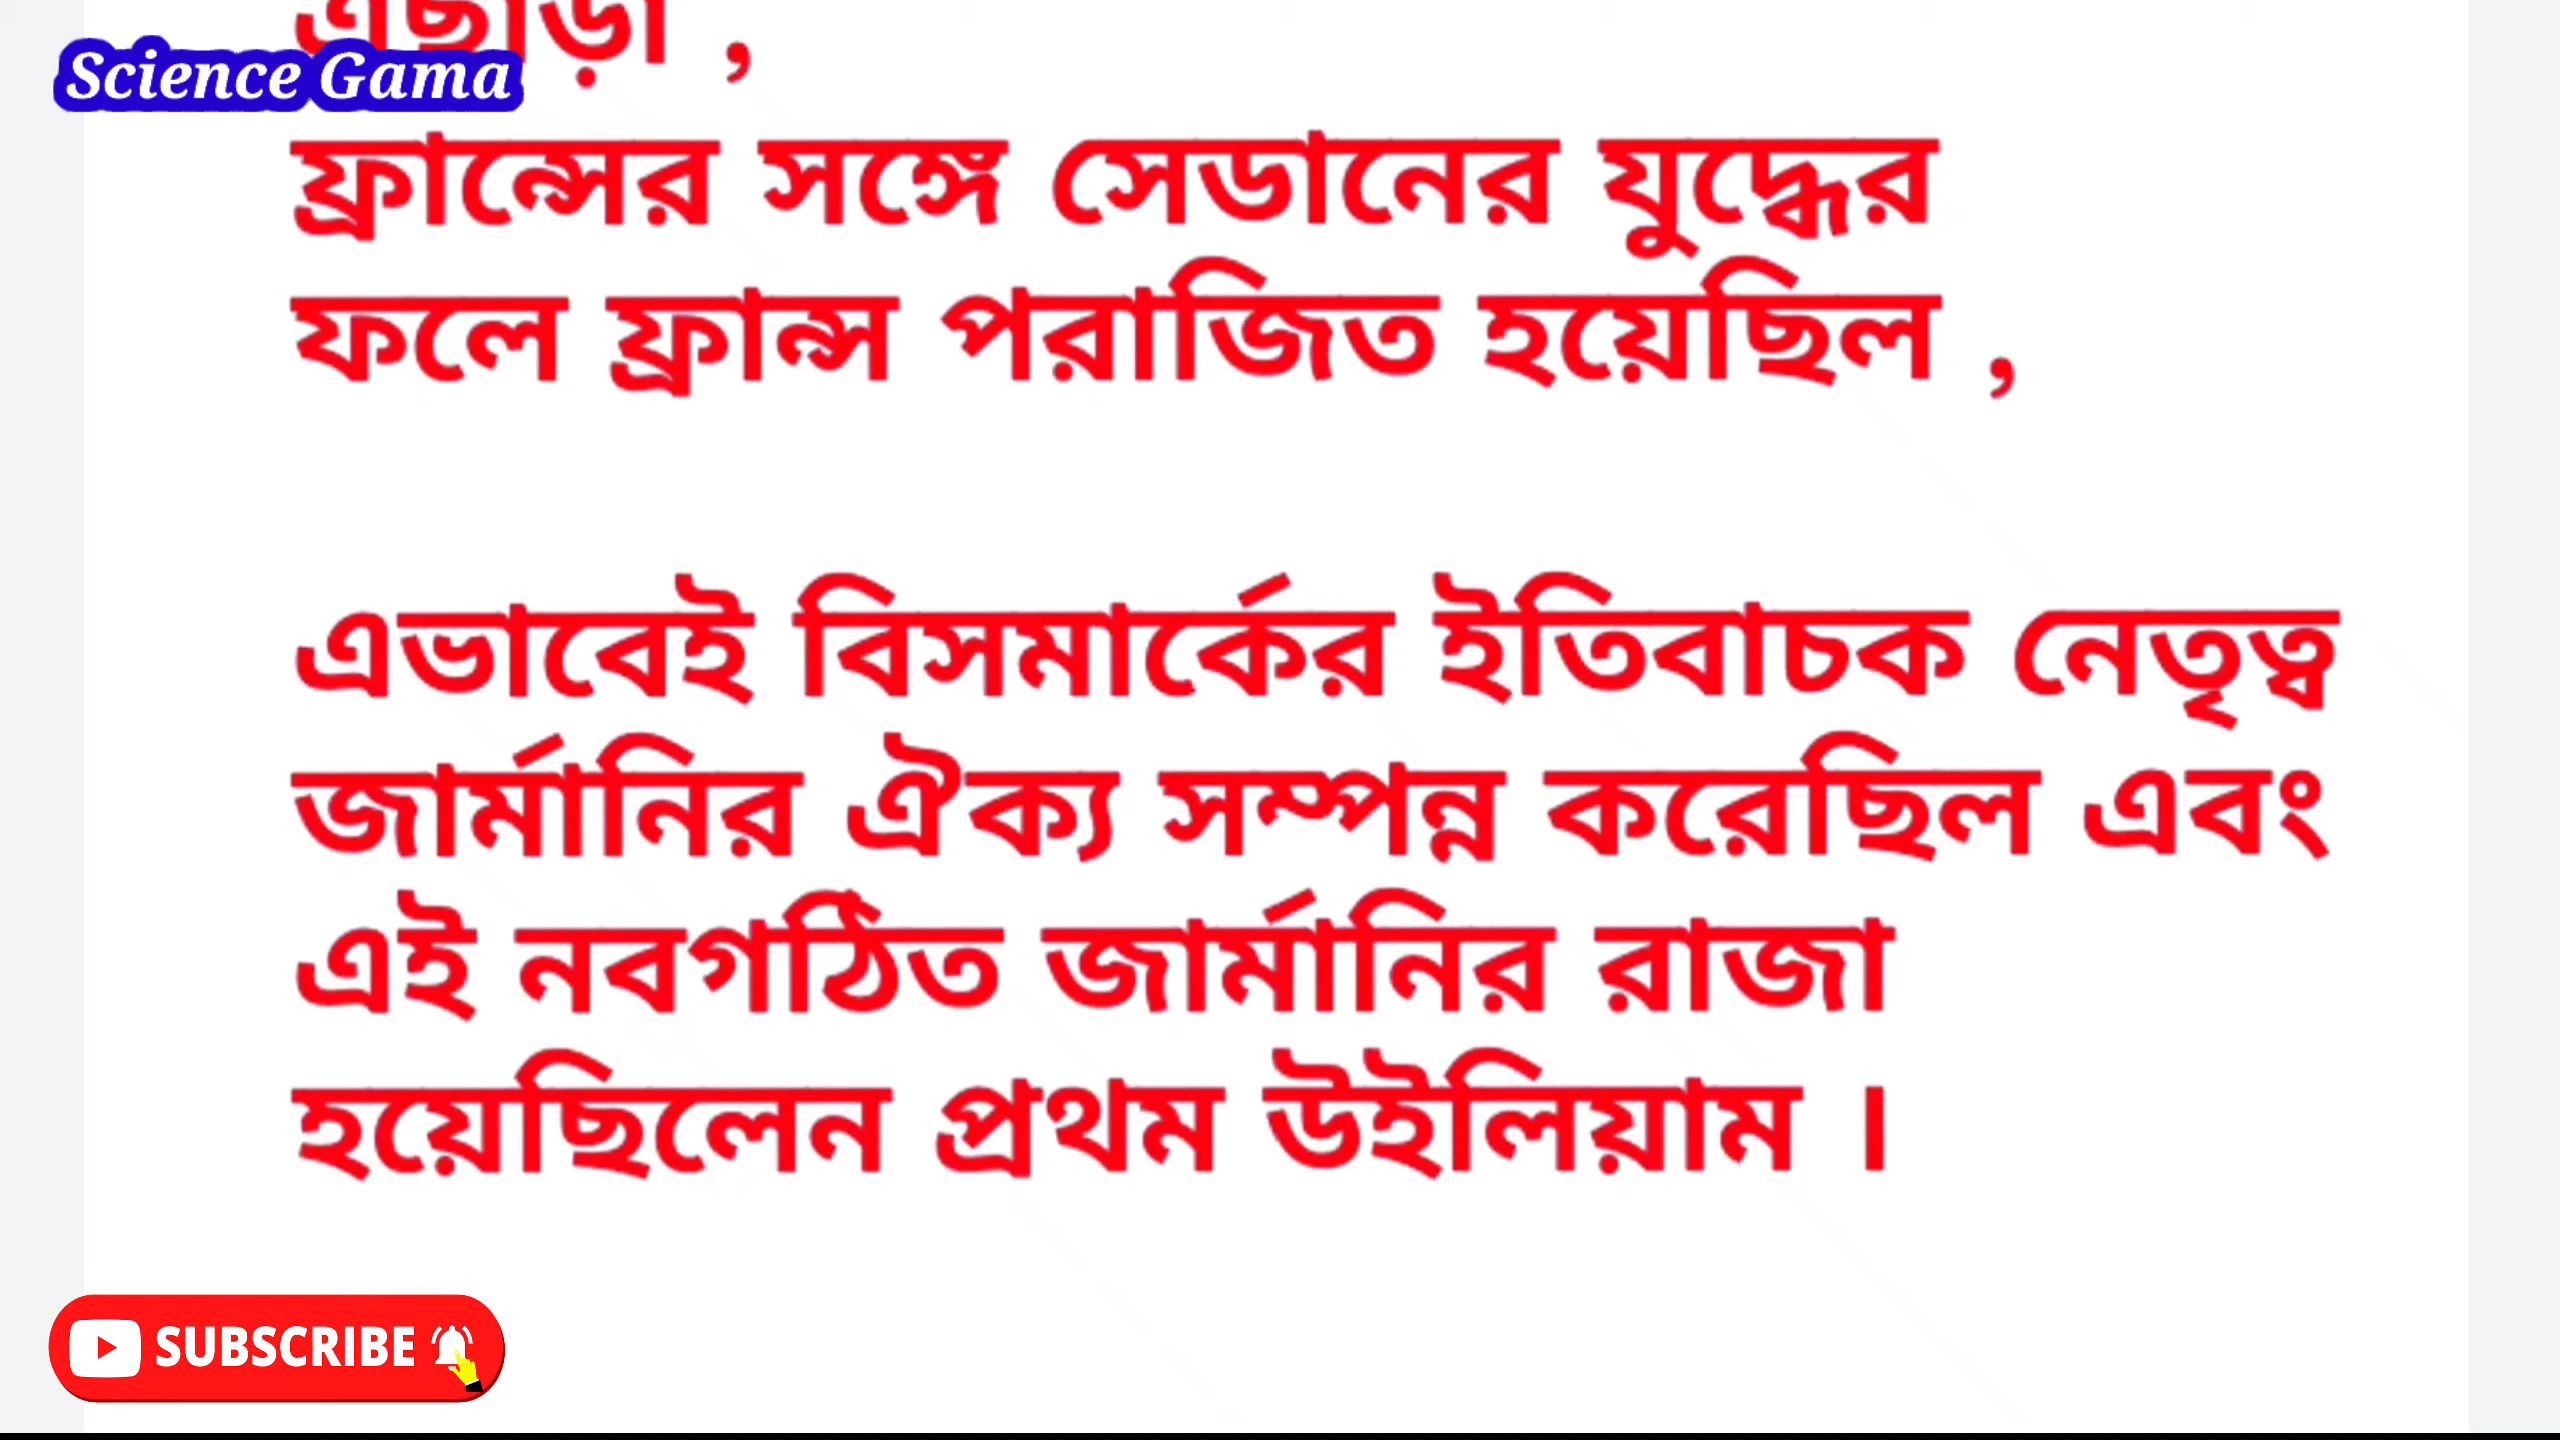 এছাড়া ,
Science Gama
ফ্রান্সের সঙ্গে সেডানের যুদ্ধের
ফলে ফ্রান্স পরাজিত হয়েছিল ,
এভাবেই বিসমার্কের ইতিবাচক নেতৃত্ব
জার্মানির ঐক্য সম্পন্ন করেছিল এবং
এই নবগঠিত জার্মানির রাজা
হয়েছিলেন প্রথম উইলিয়াম ।
SUBSCRIBE